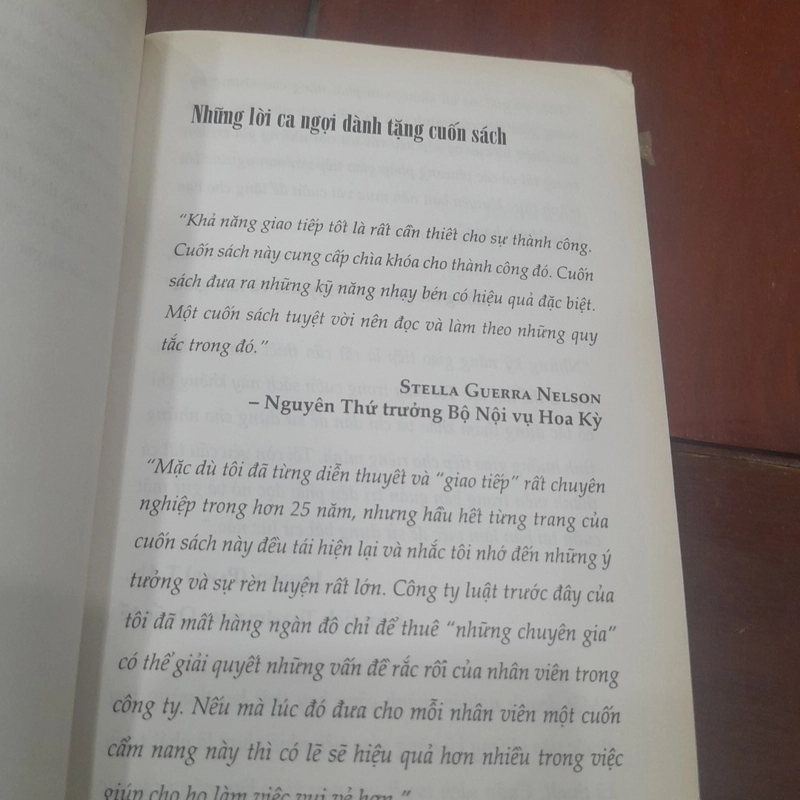 Những lời ca ngợi dành tặng cuốn sách
“Khả năng giao tiếp tốt là rất cần thiết cho sự thành công.
Cuốn sách này cung cấp chìa khóa cho thành công đó. Cuốn
sách đưa ra những kỹ năng nhạy bén có hiệu quả đặc biệt.
Một cuốn sách tuyệt vời nên đọc và làm theo những quy
tắc trong đó.”
STELLA GUERRA NELSON
– Nguyên Thứ trưởng Bộ Nội vụ Hoa Kỳ
“Mặc dù tôi đã từng diễn thuyết và “giao tiếp” rất chuyên
nghiệp trong hơn 25 năm, nhưng hầu hết từng trang của
cuốn sách này đều tái hiện lại và nhắc tôi nhớ đến những ý
tưởng và sự rèn luyện rất lớn. Công ty luật trước đây của
tôi đã mất hàng ngàn đô chỉ để thuê “những chuyên gia”
có thể giải quyết những vấn đề rắc rối của nhân viên trong
công ty. Nếu mà lúc đó đưa cho mỗi nhân viên một cuốn
cẩm nang này thì có lẽ sẽ hiệu quả hơn nhiều trong việc
giúp cho họ làm việc vui vẻ hơn.”